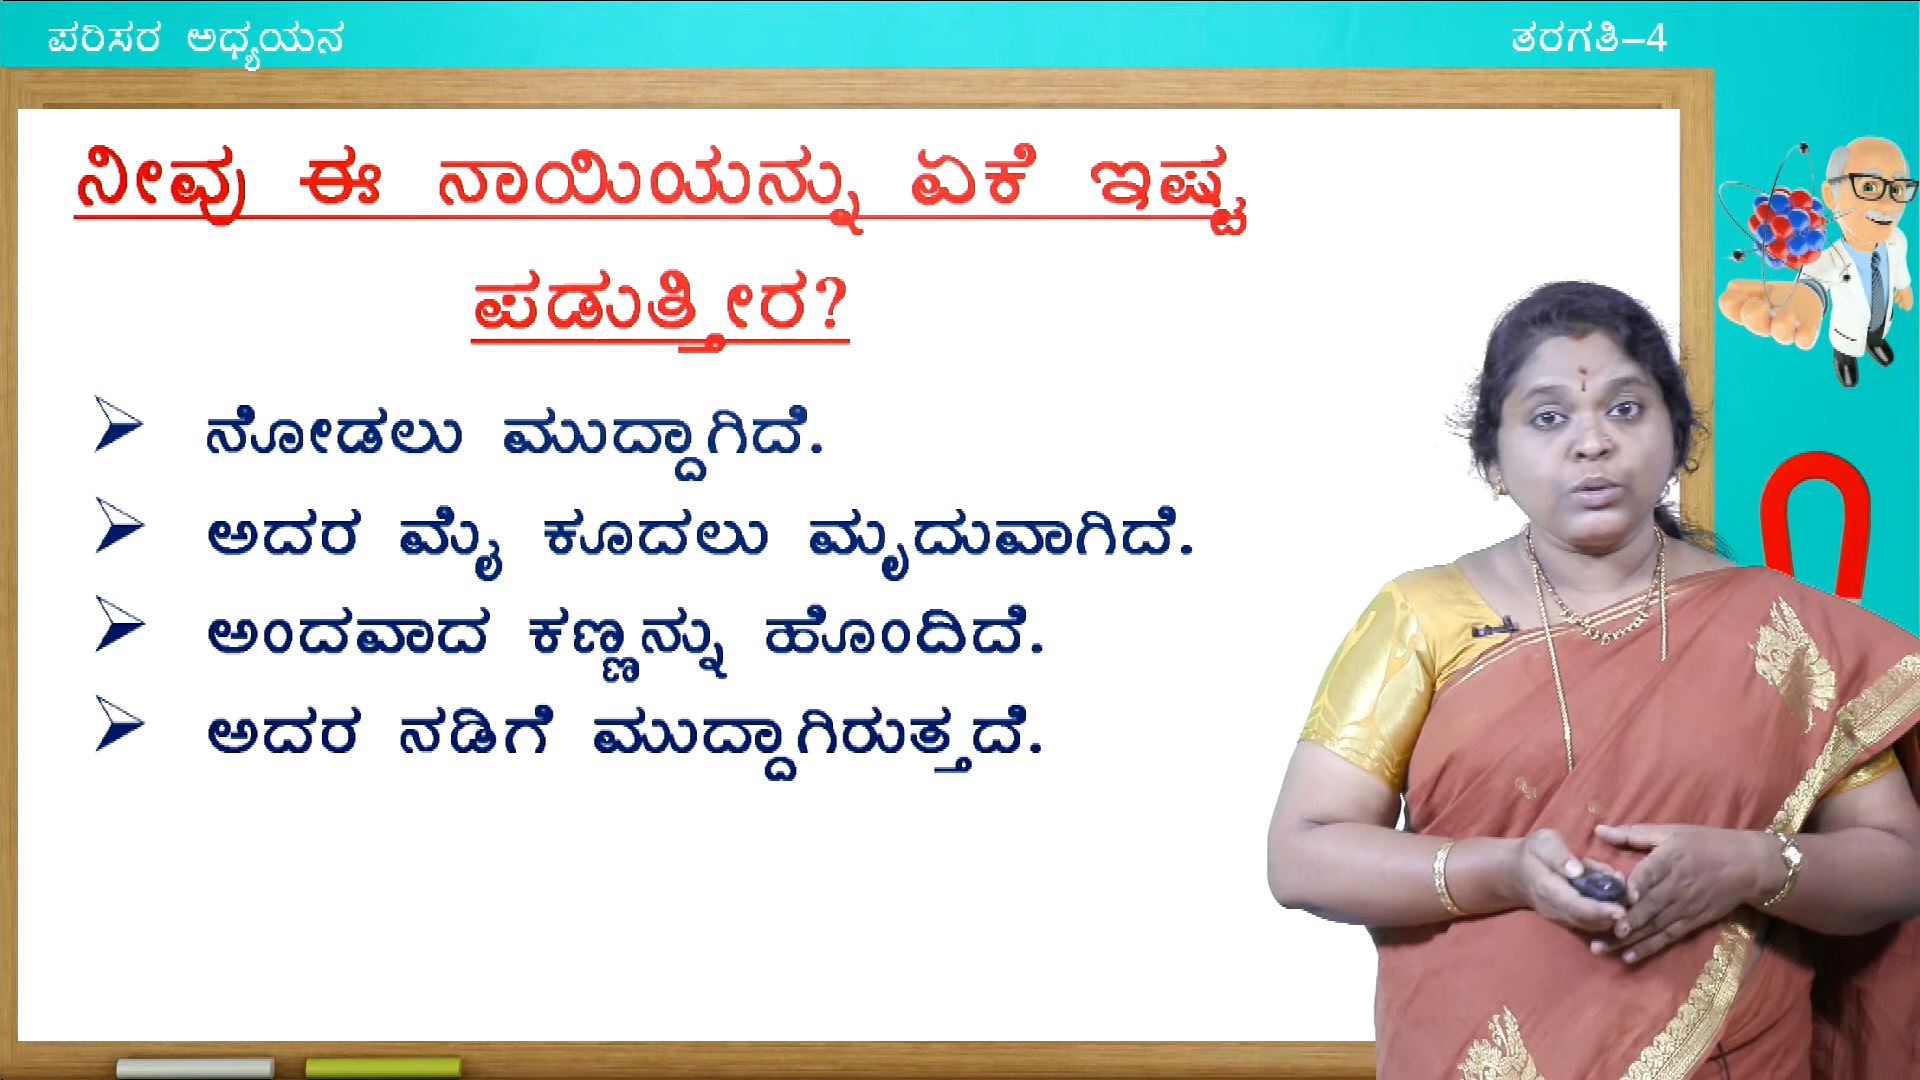 ಪರಿಸರ ಅಧ್ಯಯನ
ತರಗತಿ–4
ನೀವು ಈ ನಾಯಿಯನ್ನು ಏಕೆ ಇಷ್ಟ
ಪಡುತ್ತೀರ?
ನೋಡಲು ಮುದ್ದಾಗಿದೆ.
ಅದರ ಮೈ ಕೂದಲು ಮೃದುವಾಗಿದೆ.
ಅಂದವಾದ ಕಣ್ಣನ್ನು ಹೊಂದಿದೆ.
ಅದರ ನಡಿಗೆ ಮುದ್ದಾಗಿರುತ್ತದೆ.